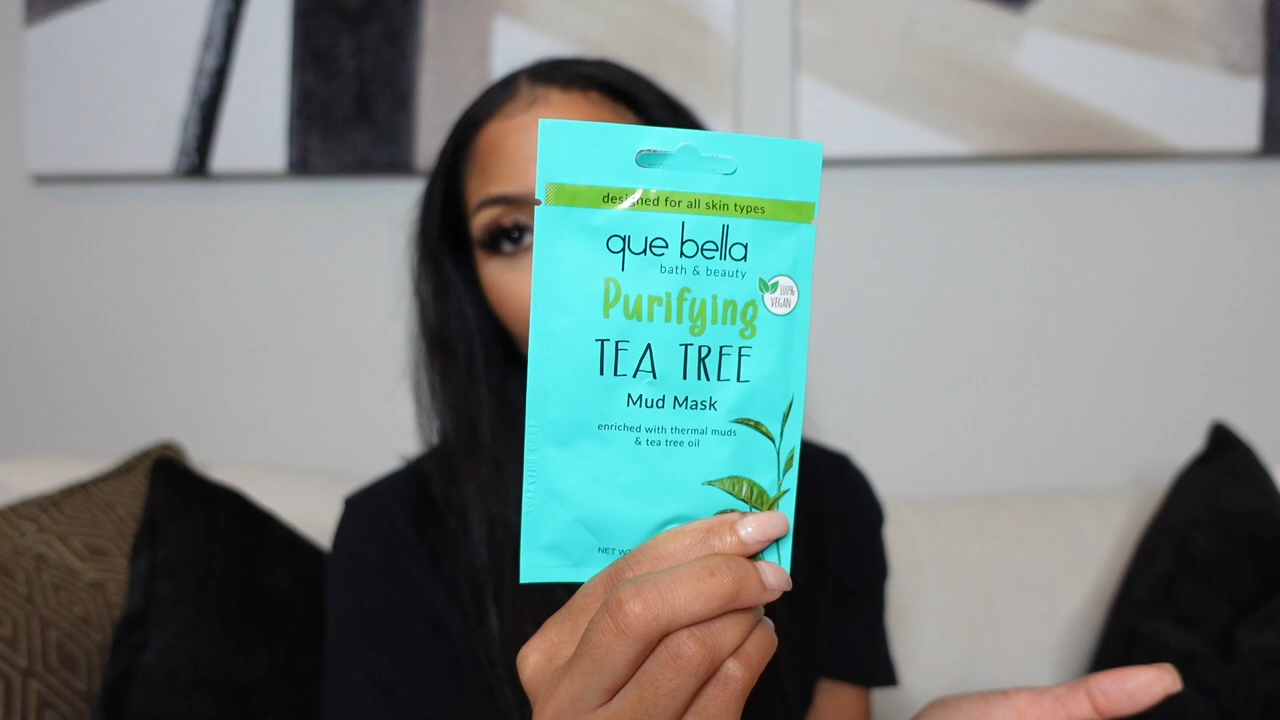 designed for all skin types
que bella
bath & beauty
100%
VEGAN
Purifying
TEA TREE
Mud Mask
enriched with thermal muds
& tea tree oil
NET